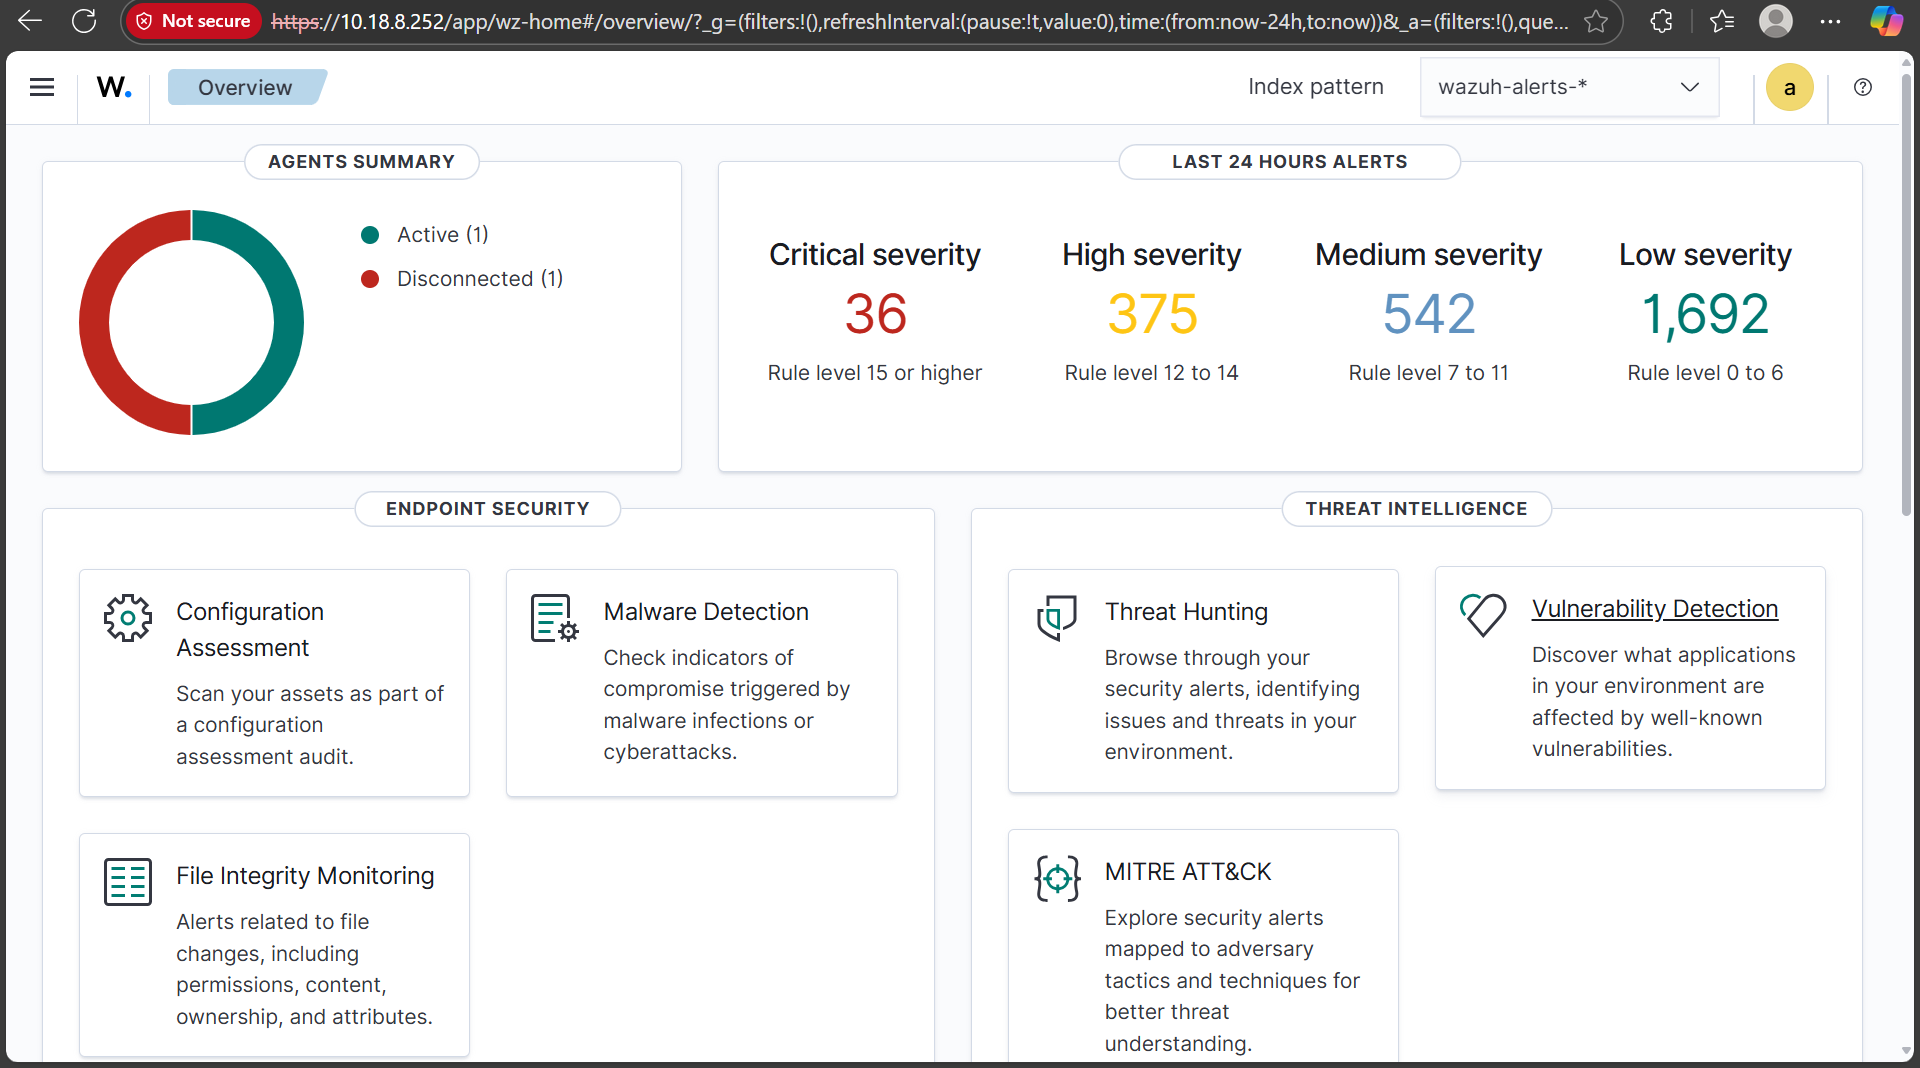 Not secure https://10.18.8.252/app/wz-home#/overview/?_g=(filters:!(),refreshInterval:(pause:!t,value:0),time:(from:now-24h,to:now))&_a=(filters:!(),que...
W. Overview Index pattern wazuh-alerts-* a
AGENTS SUMMARY
Active (1)
Disconnected (1)
LAST 24 HOURS ALERTS
Critical severity
36
Rule level 15 or higher
High severity
375
Rule level 12 to 14
Medium severity
542
Rule level 7 to 11
Low severity
1,692
Rule level 0 to 6
ENDPOINT SECURITY
Configuration
Assessment
Scan your assets as part of
a configuration
assessment audit.
Malware Detection
Check indicators of
compromise triggered by
malware infections or
cyberattacks.
File Integrity Monitoring
Alerts related to file
changes, including
permissions, content,
ownership, and attributes.
THREAT INTELLIGENCE
Threat Hunting
Browse through your
security alerts, identifying
issues and threats in your
environment.
Vulnerability Detection
Discover what applications
in your environment are
affected by well-known
vulnerabilities.
MITRE ATT&CK
Explore security alerts
mapped to adversary
tactics and techniques for
better threat
understanding.